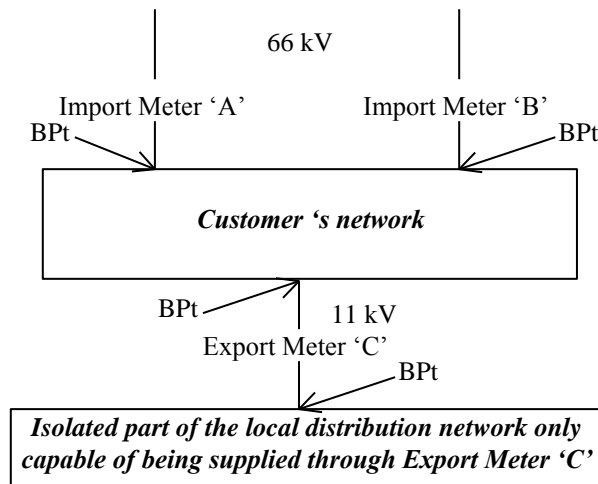 66 kV
Import Meter ‘A’
Import Meter ‘B’
BPt
BPt
Customer ‘s network
BPt
11 kV
Export Meter ‘C’
BPt
Isolated part of the local distribution network only
capable of being supplied through Export Meter ‘C’